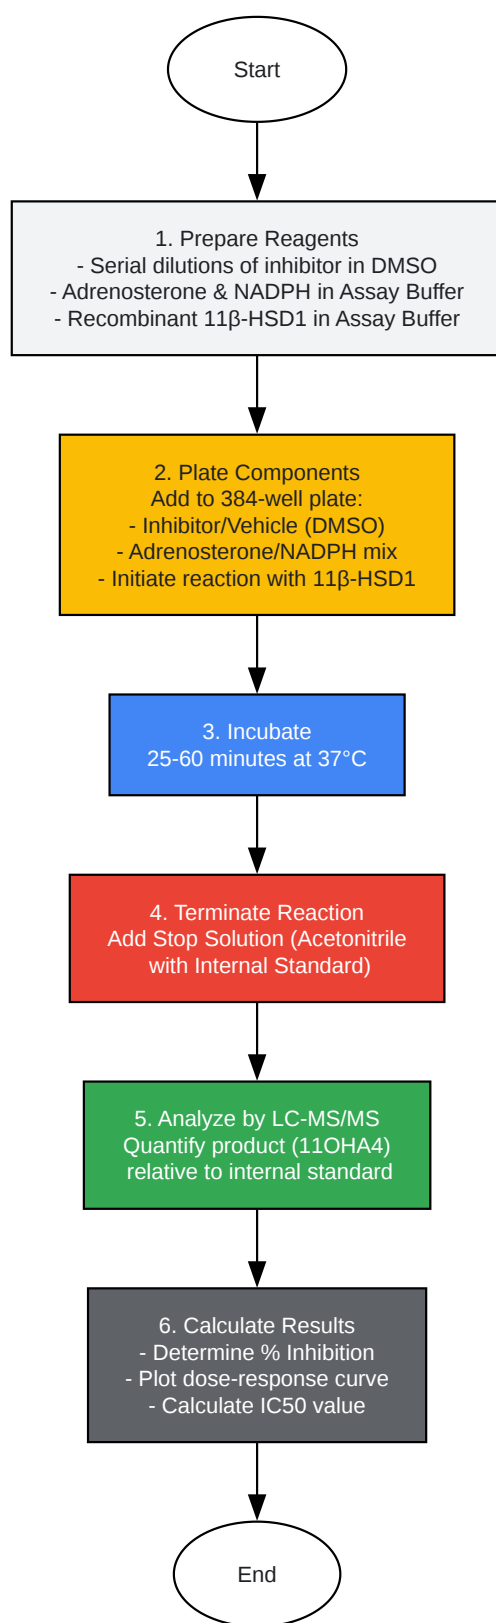 Start
1. Prepare Reagents
- Serial dilutions of inhibitor in DMSO
- Adrenosterone & NADPH in Assay Buffer
- Recombinant 11β-HSD1 in Assay Buffer
2. Plate Components
Add to 384-well plate:
- Inhibitor/Vehicle (DMSO)
- Adrenosterone/NADPH mix
- Initiate reaction with 11β-HSD1
3. Incubate
25-60 minutes at 37°C
4. Terminate Reaction
Add Stop Solution (Acetonitrile
with Internal Standard)
5. Analyze by LC-MS/MS
Quantify product (11OHA4)
relative to internal standard
6. Calculate Results
- Determine % Inhibition
- Plot dose-response curve
- Calculate IC50 value
End